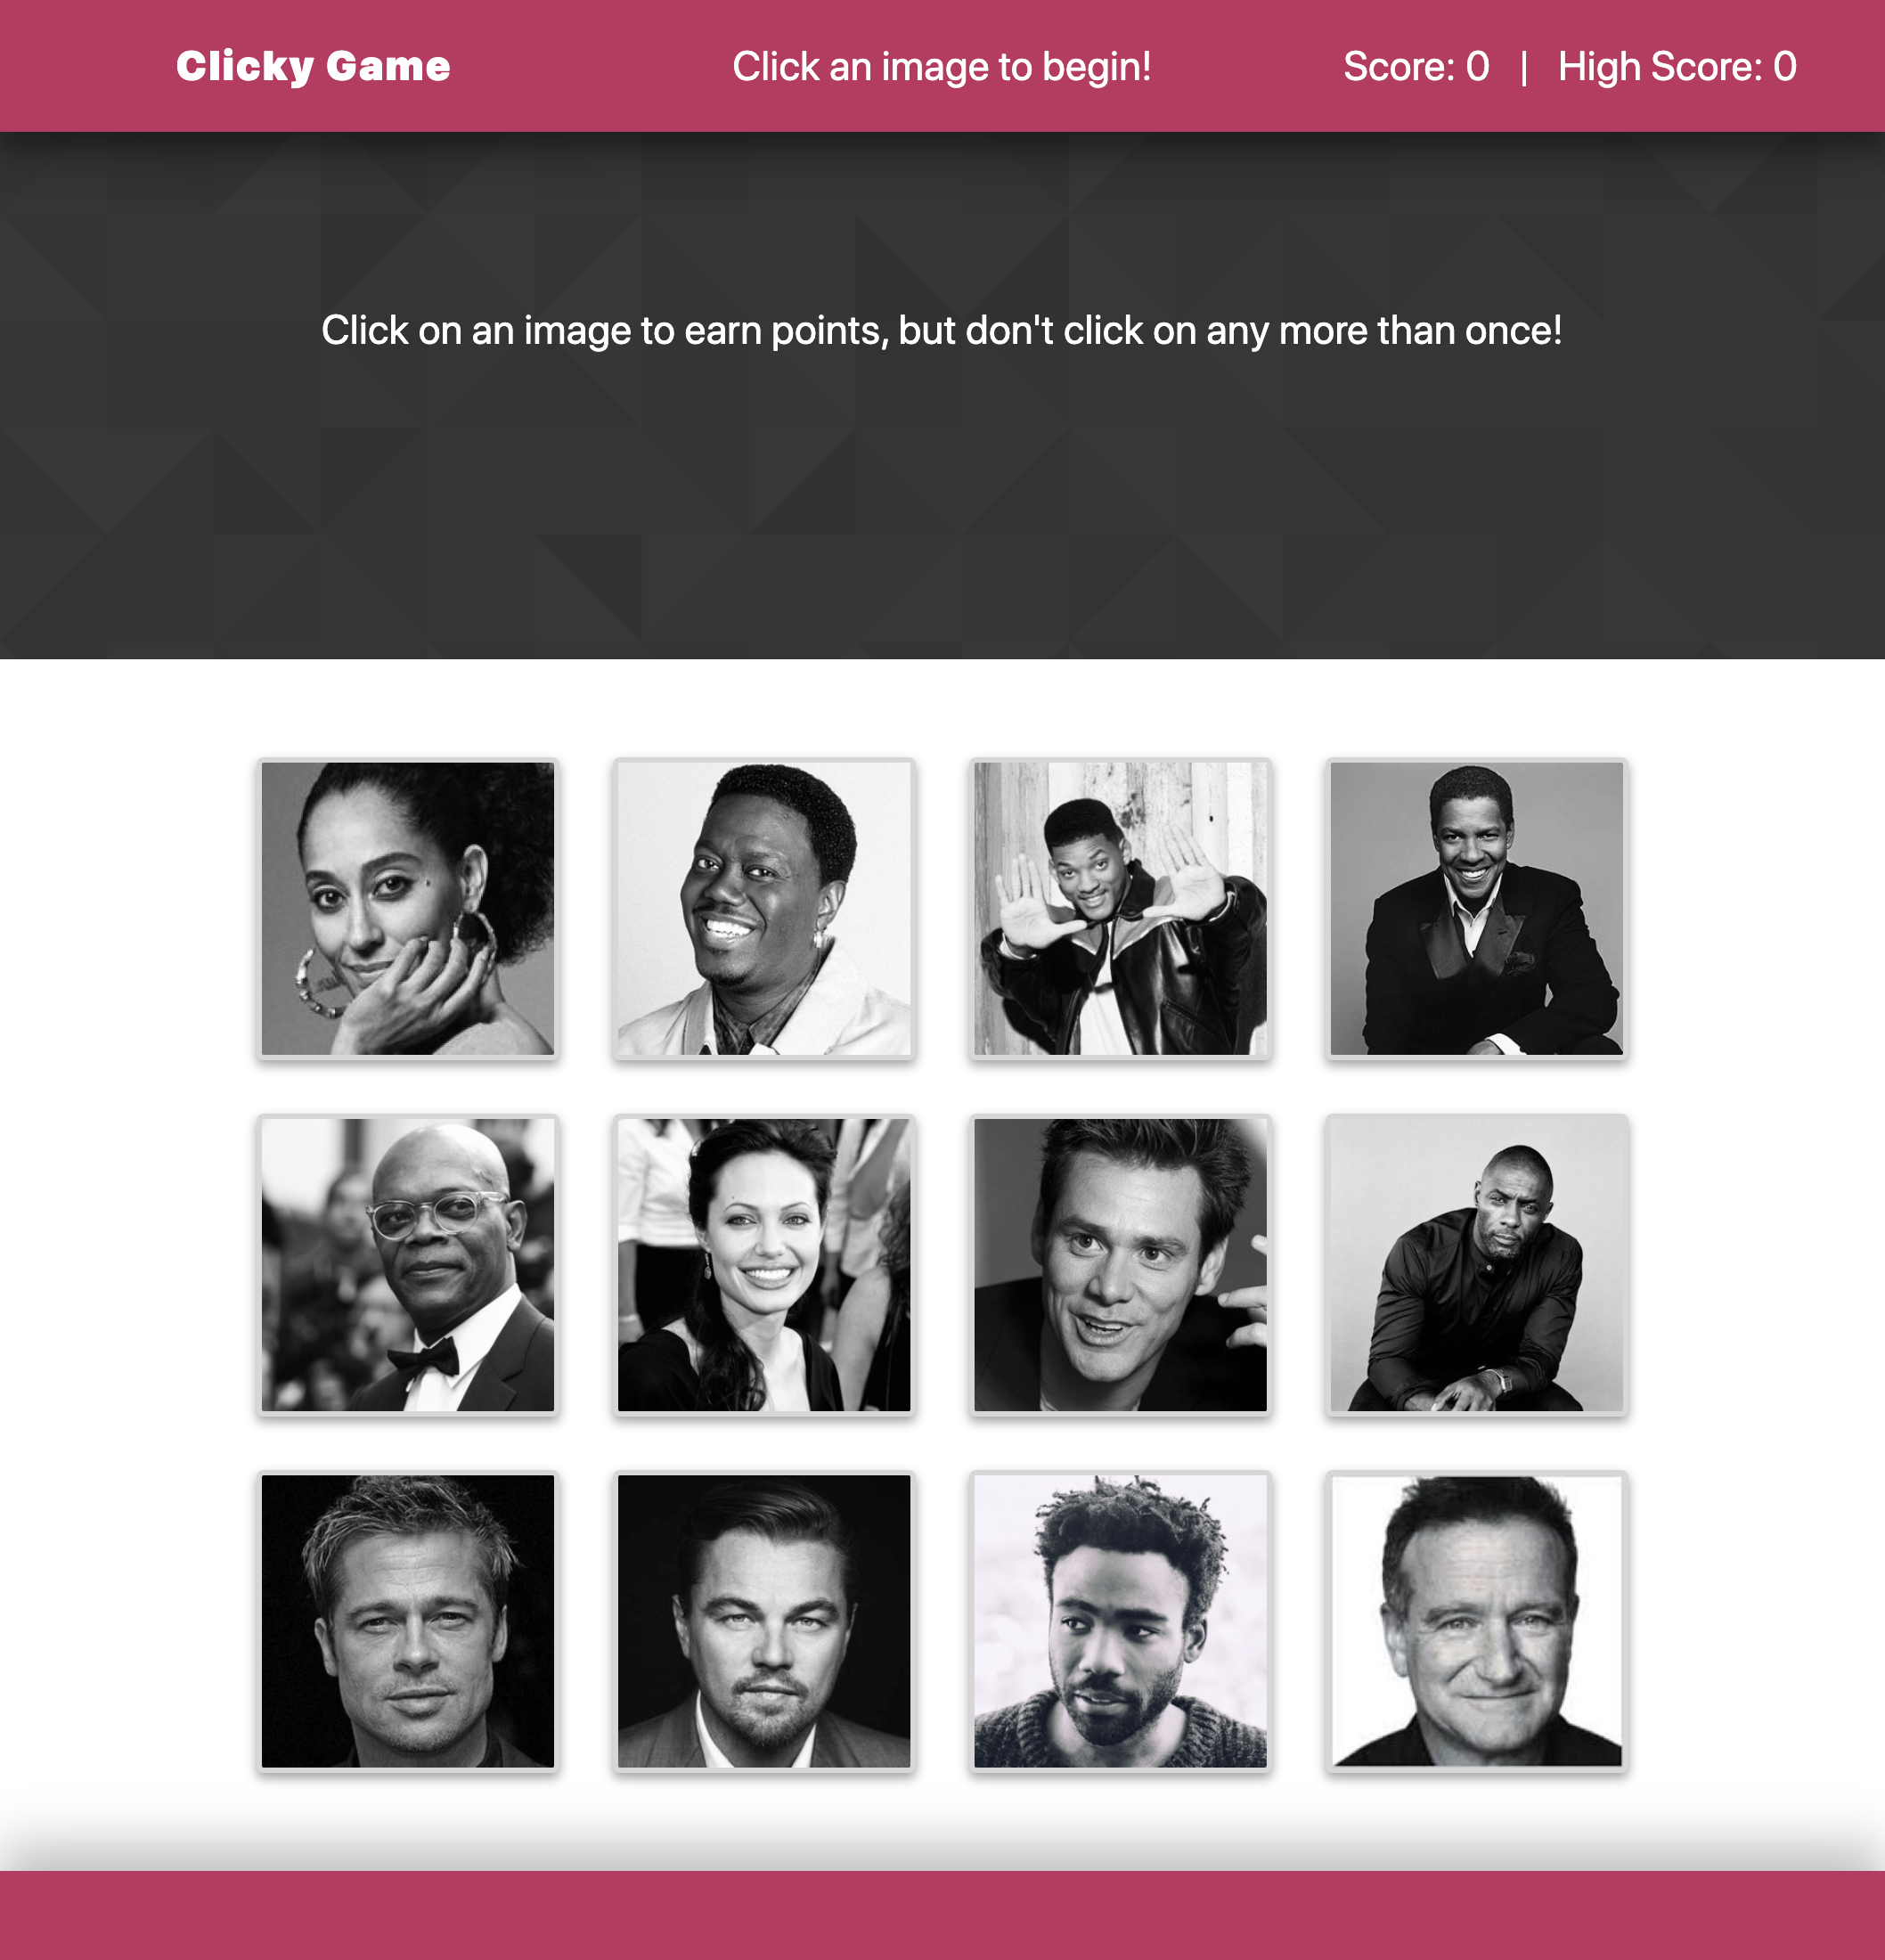 Clicky Game
Click an image to begin!
Score: 0 | High Score: 0
Click on an image to earn points, but don't click on any more than once!